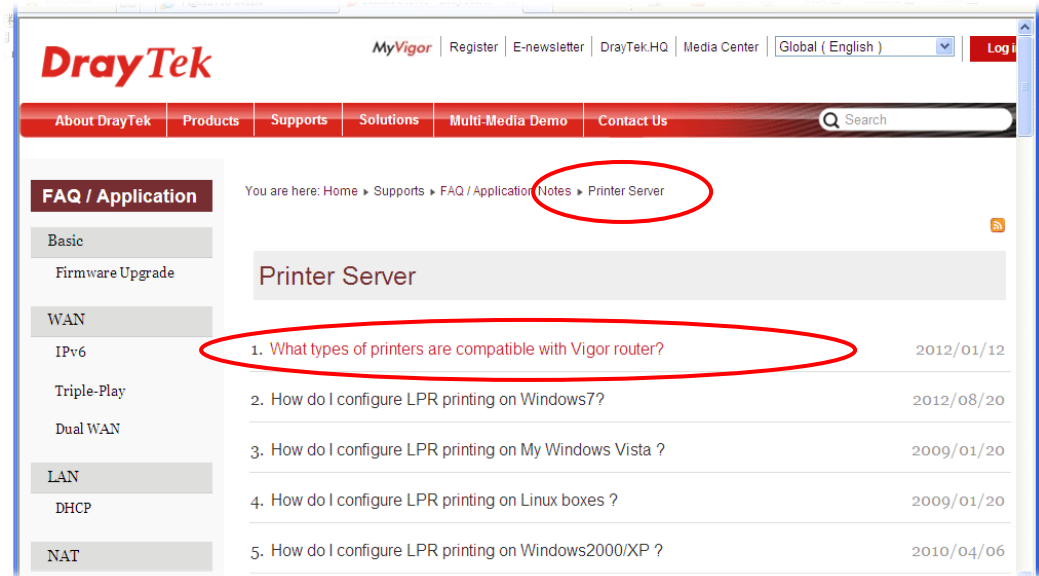 DrayTek
MyVigor Register E-newsletter DrayTek.HQ Media Center Global ( English )
About DrayTek Products Supports Solutions Multi-Media Demo Contact Us Search
FAQ / Application
You are here: Home ▸ Supports ▸ FAQ / Application Notes ▸ Printer Server
Basic
Firmware Upgrade
Printer Server
WAN
1. What types of printers are compatible with Vigor router? 2012/01/12
IPv6
Triple-Play
2. How do I configure LPR printing on Windows7? 2012/08/20
Dual WAN
3. How do I configure LPR printing on My Windows Vista ? 2009/01/20
LAN
DHCP
4. How do I configure LPR printing on Linux boxes ? 2009/01/20
NAT
5. How do I configure LPR printing on Windows2000/XP ? 2010/04/06